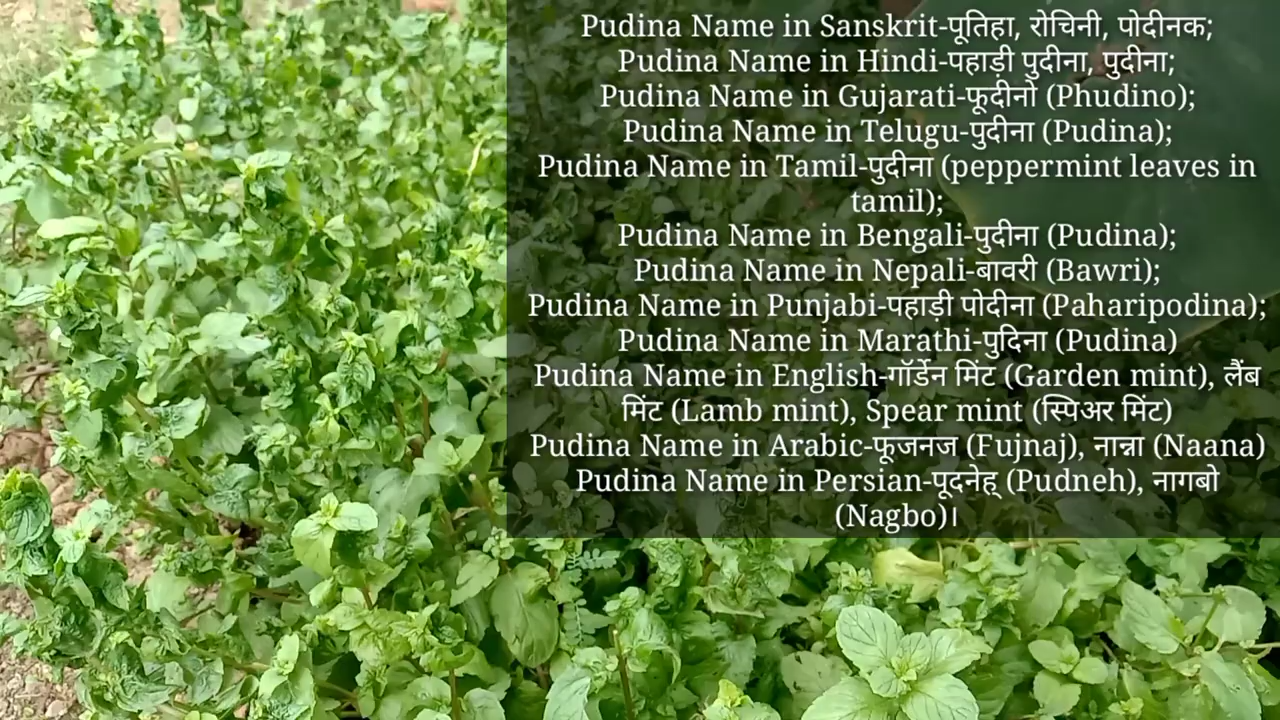 Pudina Name in Sanskrit-पूतिहा, रोचिनी, पोदीनक;
Pudina Name in Hindi-पहाडी पुदीना, पुदीना;
Pudina Name in Gujarati-फूदीनो (Phudino);
Pudina Name in Telugu-पुदीना (Pudina);
Pudina Name in Tamil-पुदीना (peppermint leaves in
tamil);
Pudina Name in Bengali-पुदीना (Pudina);
Pudina Name in Nepali-बावरी (Bawri);
Pudina Name in Punjabi-पहाड़ी पोदीना (Paharipodina);
Pudina Name in Marathi-पुदिना (Pudina)
Pudina Name in English-गॉर्डेन मिंट (Garden mint), लैंब
मिंट (Lamb mint), Spear mint (स्पिअर मिंट)
Pudina Name in Arabic-फूजनज (Fujnaj), नान्ना (Naana)
Pudina Name in Persian-पूदनेह् (Pudneh), नागबो
(Nagbo)।